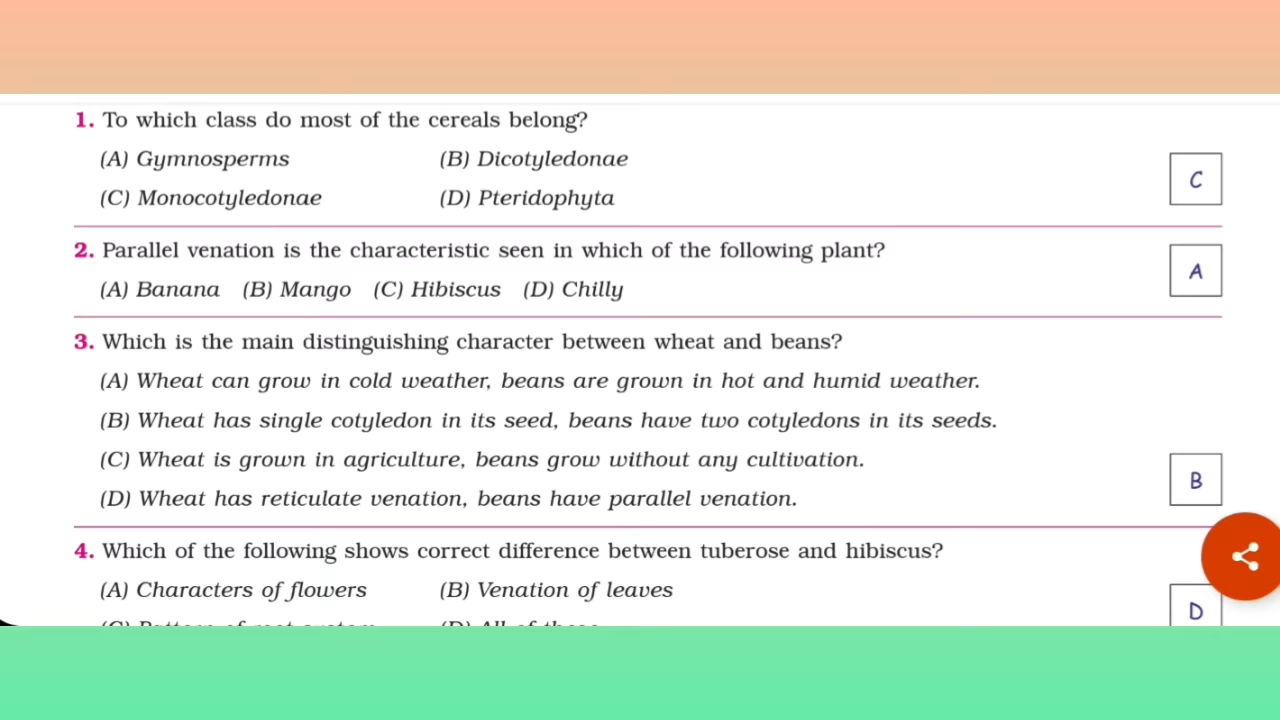 1. To which class do most of the cereals belong?
(A) Gymnosperms (B) Dicotyledonae
(C) Monocotyledonae (D) Pteridophyta
C
2. Parallel venation is the characteristic seen in which of the following plant?
(A) Banana (B) Mango (C) Hibiscus (D) Chilly
A
3. Which is the main distinguishing character between wheat and beans?
(A) Wheat can grow in cold weather, beans are grown in hot and humid weather.
(B) Wheat has single cotyledon in its seed, beans have two cotyledons in its seeds.
(C) Wheat is grown in agriculture, beans grow without any cultivation.
(D) Wheat has reticulate venation, beans have parallel venation.
B
4. Which of the following shows correct difference between tuberose and hibiscus?
(A) Characters of flowers (B) Venation of leaves
D